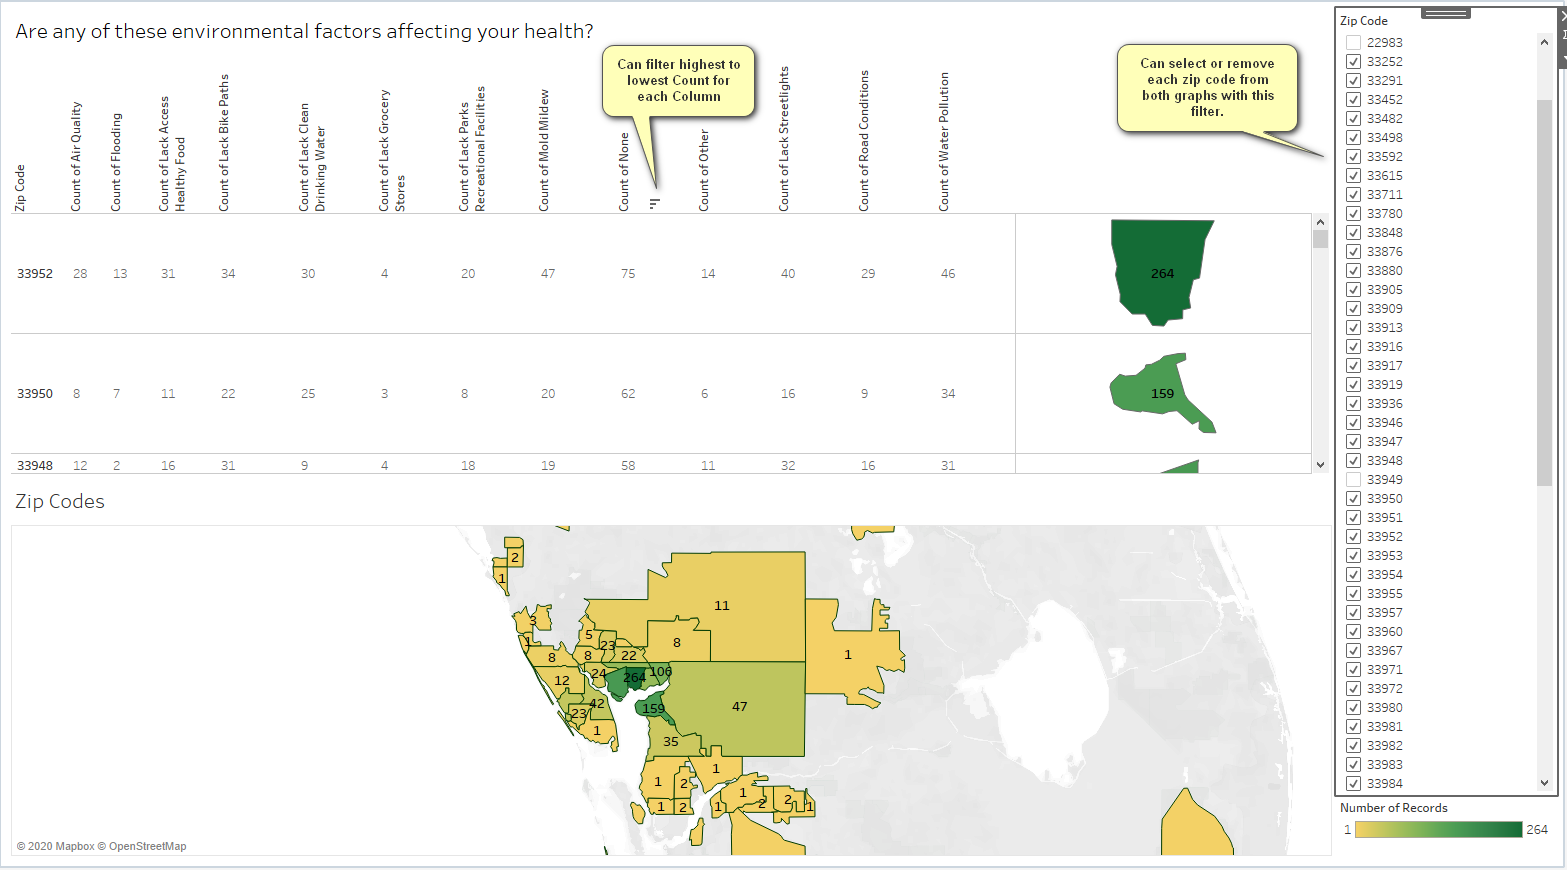 Are any of these environmental factors affecting your health?
Can filter highest to
lowest Count for
each Column
Can select or remove
each zip code from
both graphs with this
filter.
Zip Code
Count of Air Quality
Count of Flooding
Count of Lack Access
Healthy Food
Count of Lack Bike Paths
Count of Lack Clean
Drinking Water
Count of Lack Grocery
Stores
Count of Lack Parks
Recreational Facilities
Count of Mold Mildew
Count of None
Count of Other
Count of Lack Streetlights
Count of Road Conditions
Count of Water Pollution
33952 28 13 31 34 30 4 20 47 75 14 40 29 46 264
33950 8 7 11 22 25 3 8 20 62 6 16 9 34 159
33948 12 2 16 31 9 4 18 19 58 11 32 16 31
Zip Codes
2
1
11
3
5
1
23
8
8
8
22
1
24
264
106
12
42
159
47
23
1
35
1
1
2
1
2
1
1
2
2
1
© 2020 Mapbox © OpenStreetMap
Zip Code
22983
33252
33291
33452
33482
33498
33592
33615
33711
33780
33848
33876
33880
33905
33909
33913
33916
33917
33919
33936
33946
33947
33948
33949
33950
33951
33952
33953
33954
33955
33957
33960
33967
33971
33972
33980
33981
33982
33983
33984
Number of Records
1 264